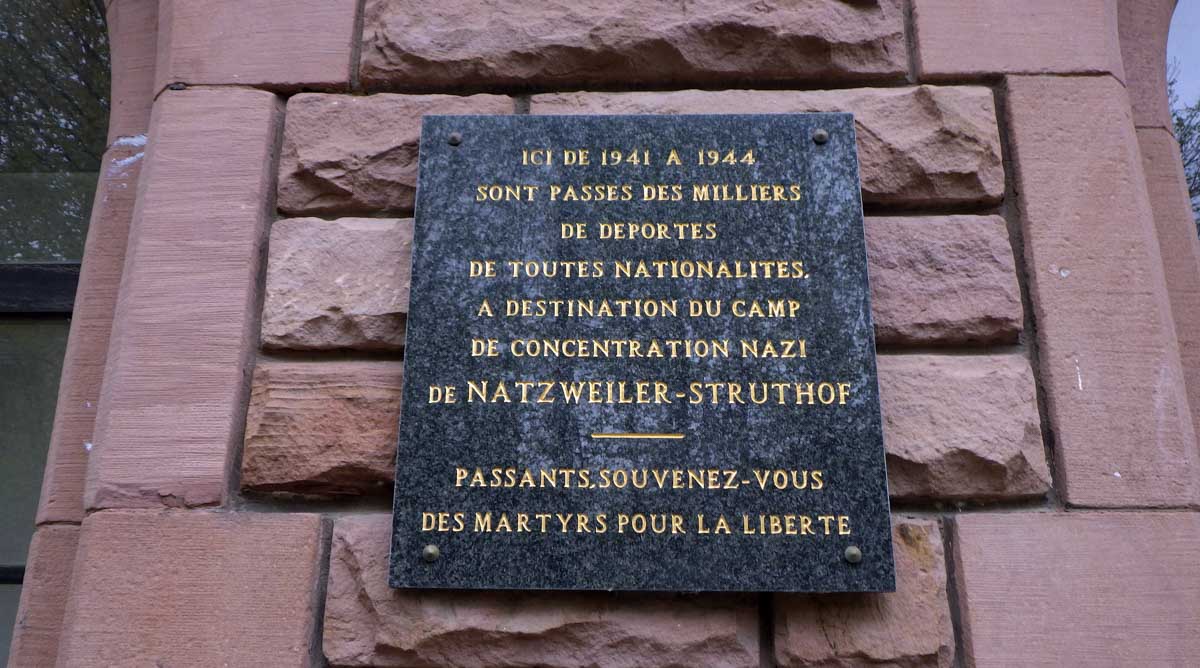 ICI DE 1941 A 1944
SONT PASSES DES MILLIERS
DE DEPORTES
DE TOUTES NATIONALITES,
A DESTINATION DU CAMP
DE CONCENTRATION NAZI
DE NATZWEILER-STRUTHOF
PASSANTS, SOUVENEZ-VOUS
DES MARTYRS POUR LA LIBERTE